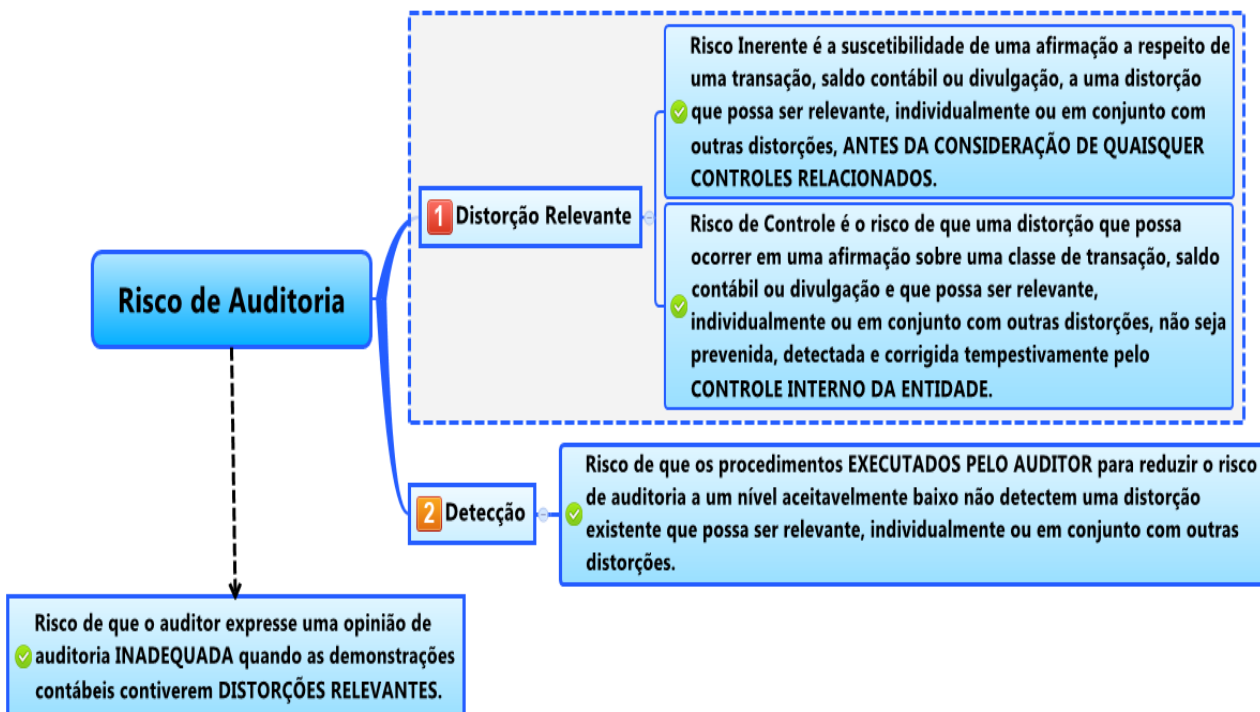 Risco de Auditoria
1 Distorção Relevante
Risco Inerente é a suscetibilidade de uma afirmação a respeito de
uma transação, saldo contábil ou divulgação, a uma distorção
que possa ser relevante, individualmente ou em conjunto com
outras distorções, ANTES DA CONSIDERAÇÃO DE QUAISQUER
CONTROLES RELACIONADOS.
Risco de Controle é o risco de que uma distorção que possa
ocorrer em uma afirmação sobre uma classe de transação, saldo
contábil ou divulgação e que possa ser relevante,
individualmente ou em conjunto com outras distorções, não seja
prevenida, detectada e corrigida tempestivamente pelo
CONTROLE INTERNO DA ENTIDADE.
2 Detecção
Risco de que os procedimentos EXECUTADOS PELO AUDITOR para reduzir o risco
de auditoria a um nível aceitavelmente baixo não detectem uma distorção
existente que possa ser relevante, individualmente ou em conjunto com outras
distorções.
Risco de que o auditor expresse uma opinião de
auditoria INADEQUADA quando as demonstrações
contábeis contiverem DISTORÇÕES RELEVANTES.